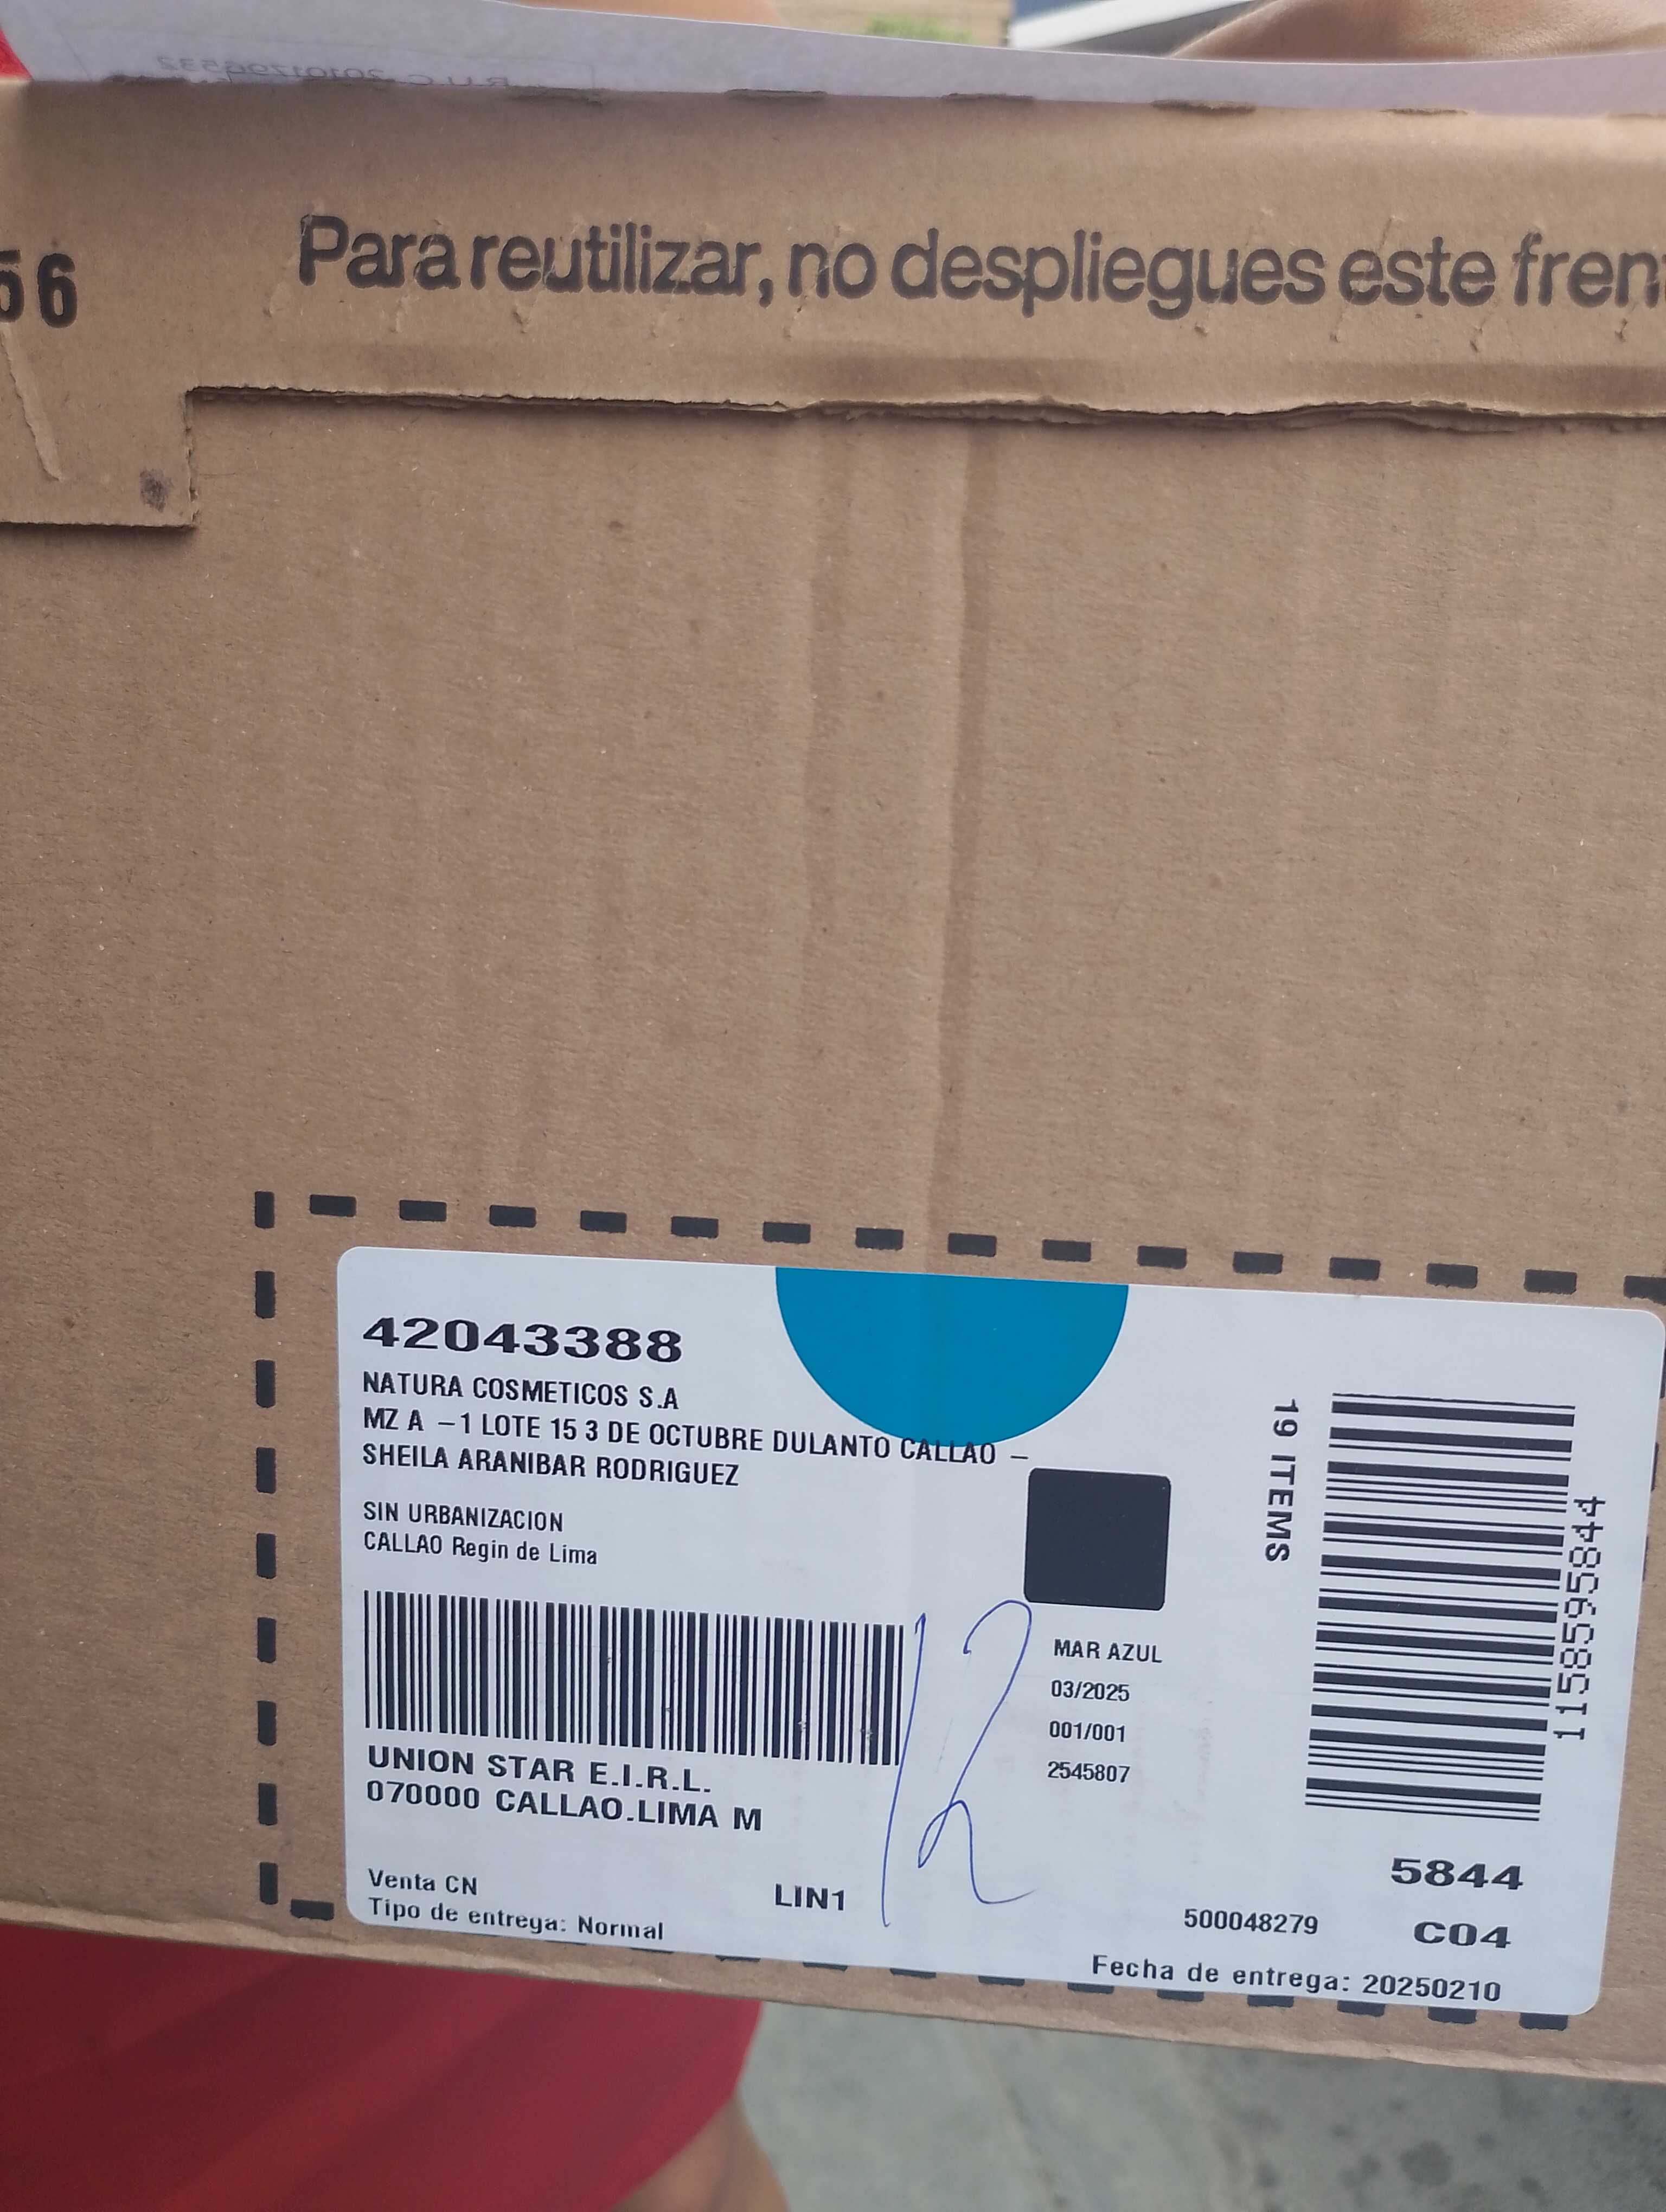 56
Para reutilizar, no despliegues este
42043388
NATURA COSMETICOS S.A
MZ A -1 LOTE 15 3 DE OCTUBRE DULANTO CALLAO -
SHEILA ARANIBAR RODRIGUEZ
SIN URBANIZACION
CALLAO Regin de Lima
UNION STAR E.I.R.L.
070000 CALLAO.LIMA M
Venta CN
Tipo de entrega: Normal
LIN1
12
MAR AZUL
03/2025
001/001
2545807
19 ITEMS
1158595844
5844
500048279
C04
Fecha de entrega: 20250210